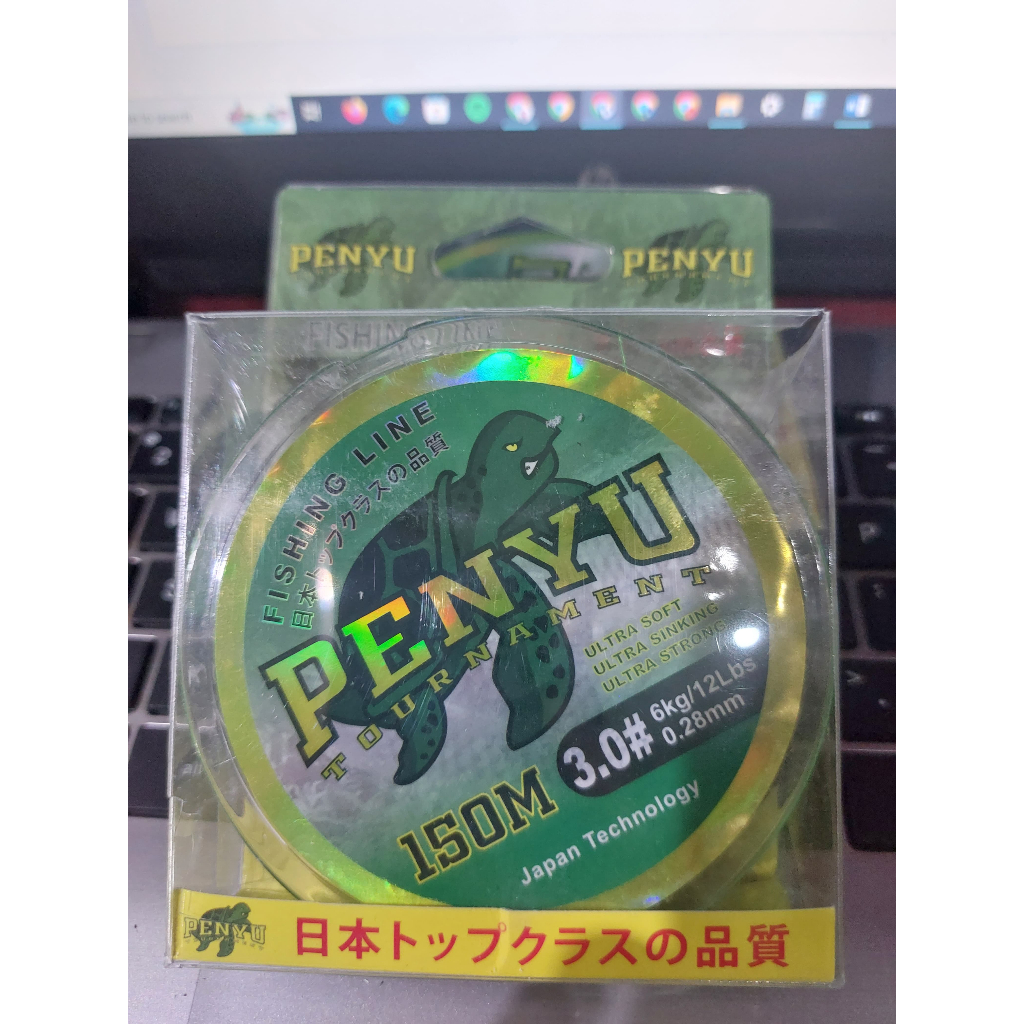 PENYU
PENYU
FISHING LINE
FISHING LINE
日本トップクラスの品質
PENYU
TOURNAMENT
ULTRA SOFT
ULTRA SINKING
ULTRA STRONG
3.0# 6kg/12Lbs
0.28mm
150M
Japan Technology
PENYU
日本トップクラスの品質